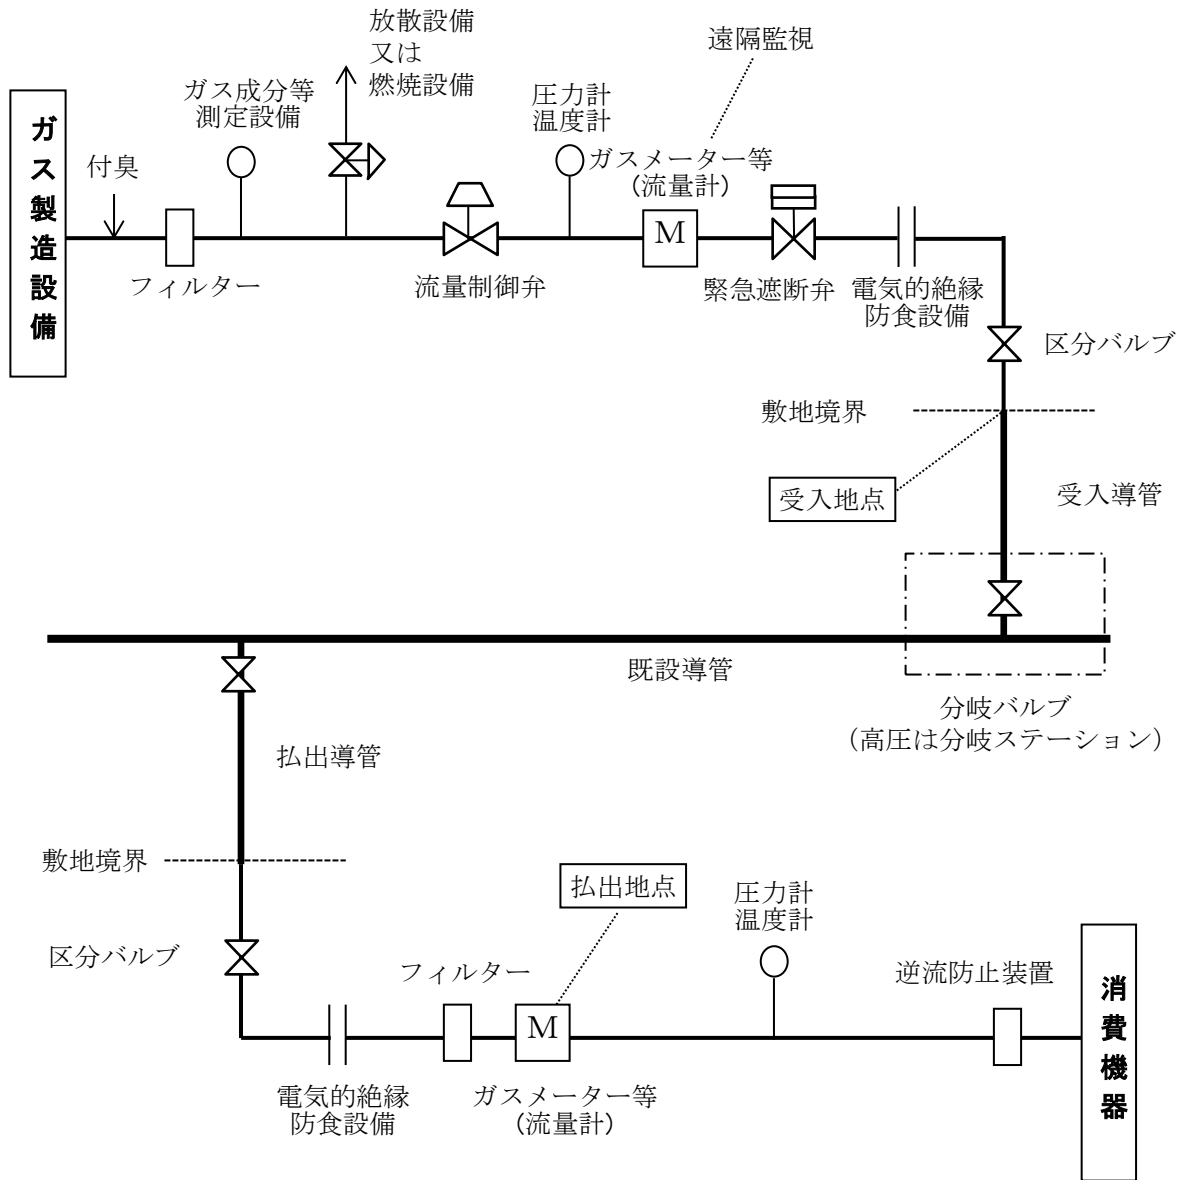 放散設備
又は
燃焼設備
遠隔監視
ガス成分等
測定設備
圧力計
温度計
ガスメーター等
(流量計)
ガス製造設備
付臭
M
フィルター
流量制御弁
緊急遮断弁
電気的絶縁
防食設備
区分バルブ
敷地境界
受入地点
受入導管
既設導管
分岐バルブ
（高圧は分岐ステーション）
払出導管
敷地境界
払出地点
圧力計
温度計
区分バルブ
フィルター
逆流防止装置
M
消費機器
電気的絶縁
防食設備
ガスメーター等
(流量計)